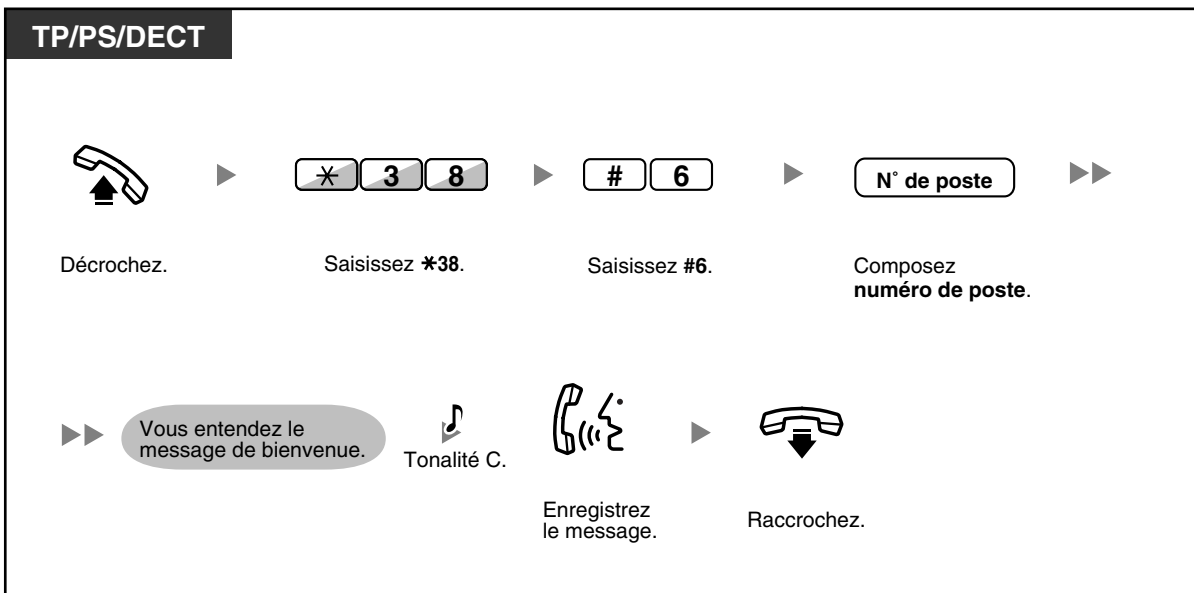 TP/PS/DECT
✳ 3 8
# 6
N° de poste
Décrochez.
Saisissez ✳38.
Saisissez #6.
Composez
numéro de poste.
Vous entendez le
message de bienvenue.
Tonalité C.
Enregistrez
le message.
Raccrochez.